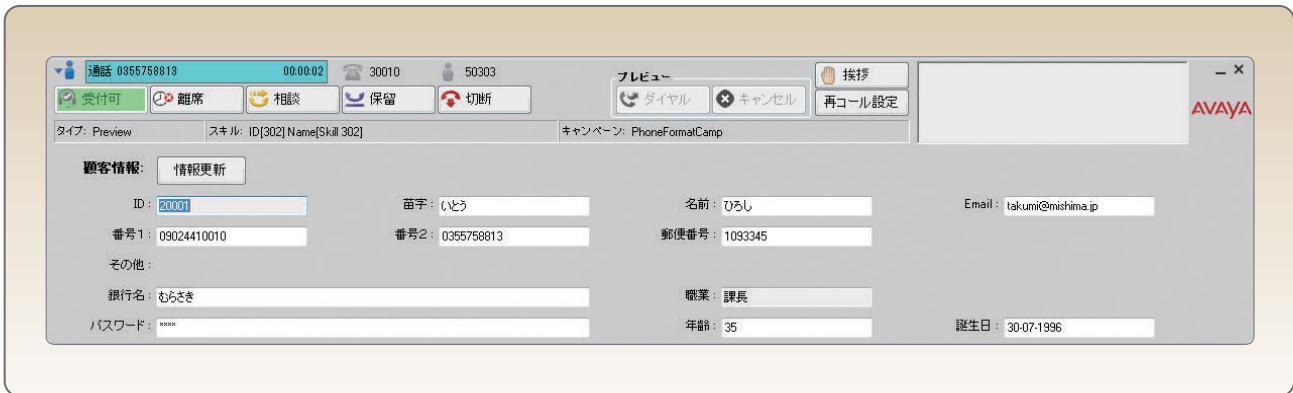 通話 0355758813 00:00:02 30010 50303
プレビュー
挨拶
受付可 離席 相談 保留 切断 ダイヤル キャンセル 再コール設定
AVAYA
タイプ: Preview スキル: ID[302] Name[Skill 302] キャンペーン: PhoneFormatCamp
顧客情報: 情報更新
ID: 20001 苗字: いとう 名前: ひろし Email: takumi@mishima.jp
番号1: 09024410010 番号2: 0355758813 郵便番号: 1093345
その他:
銀行名: むらさき 職業: 課長
パスワード: **** 年齢: 35 誕生日: 30-07-1996